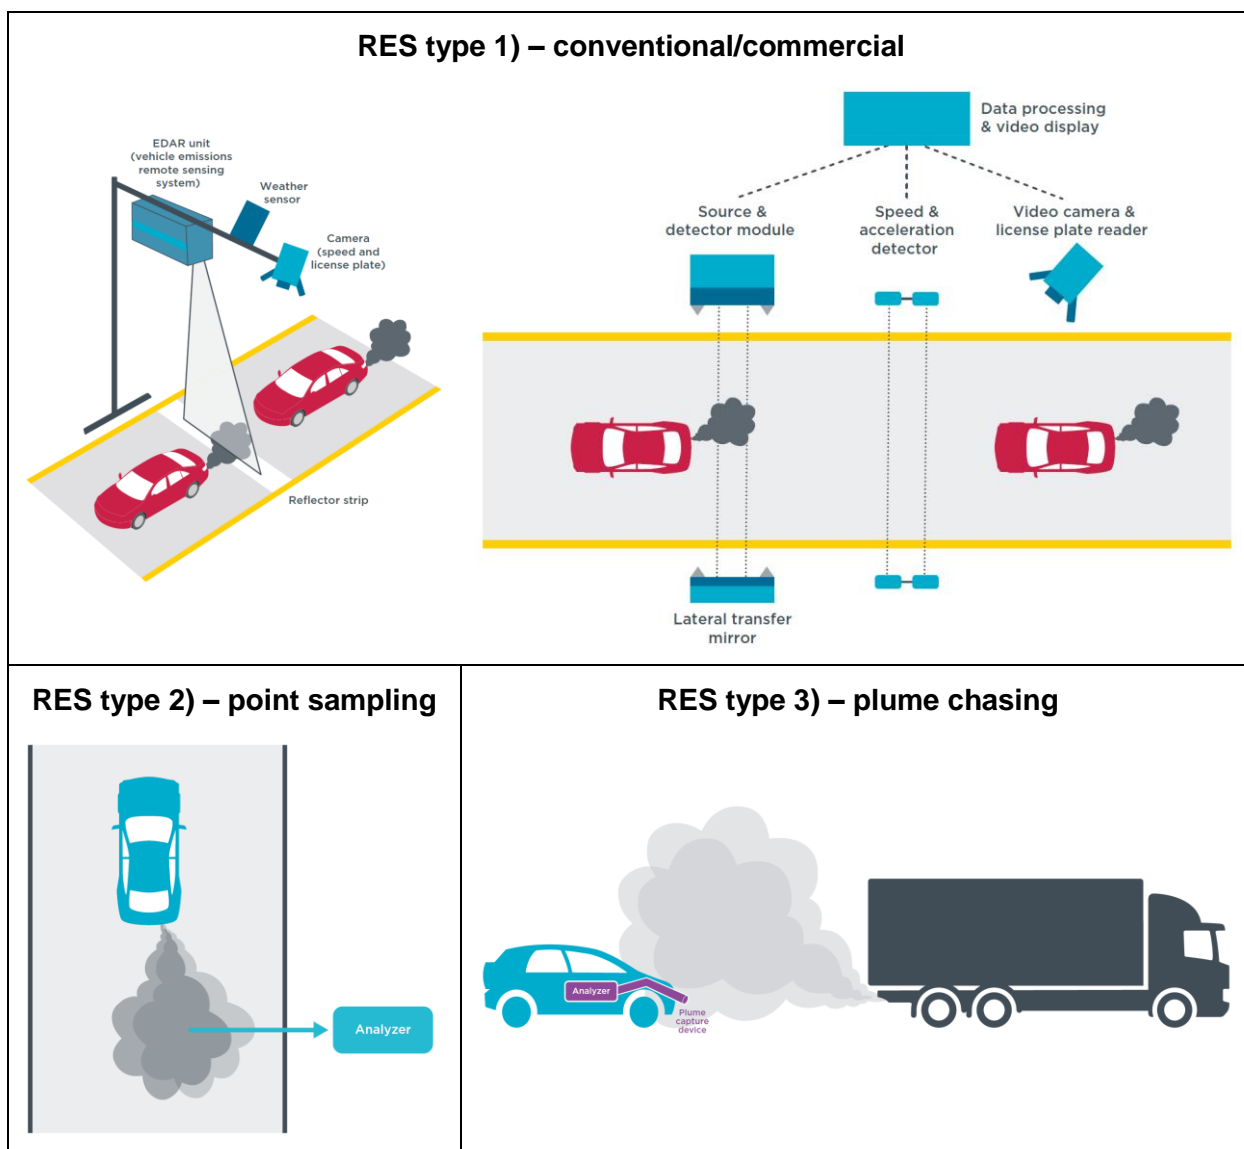 RES type 1) – conventional/commercial
EDAR unit
(vehicle emissions
remote sensing
system)
Weather
sensor
Camera
(speed and
license plate)
Reflector strip
Data processing
& video display
Source &
detector module
Speed &
acceleration
detector
Video camera &
license plate reader
Lateral transfer
mirror
RES type 2) – point sampling
Analyzer
RES type 3) – plume chasing
Analyzer
Plume
capture
device